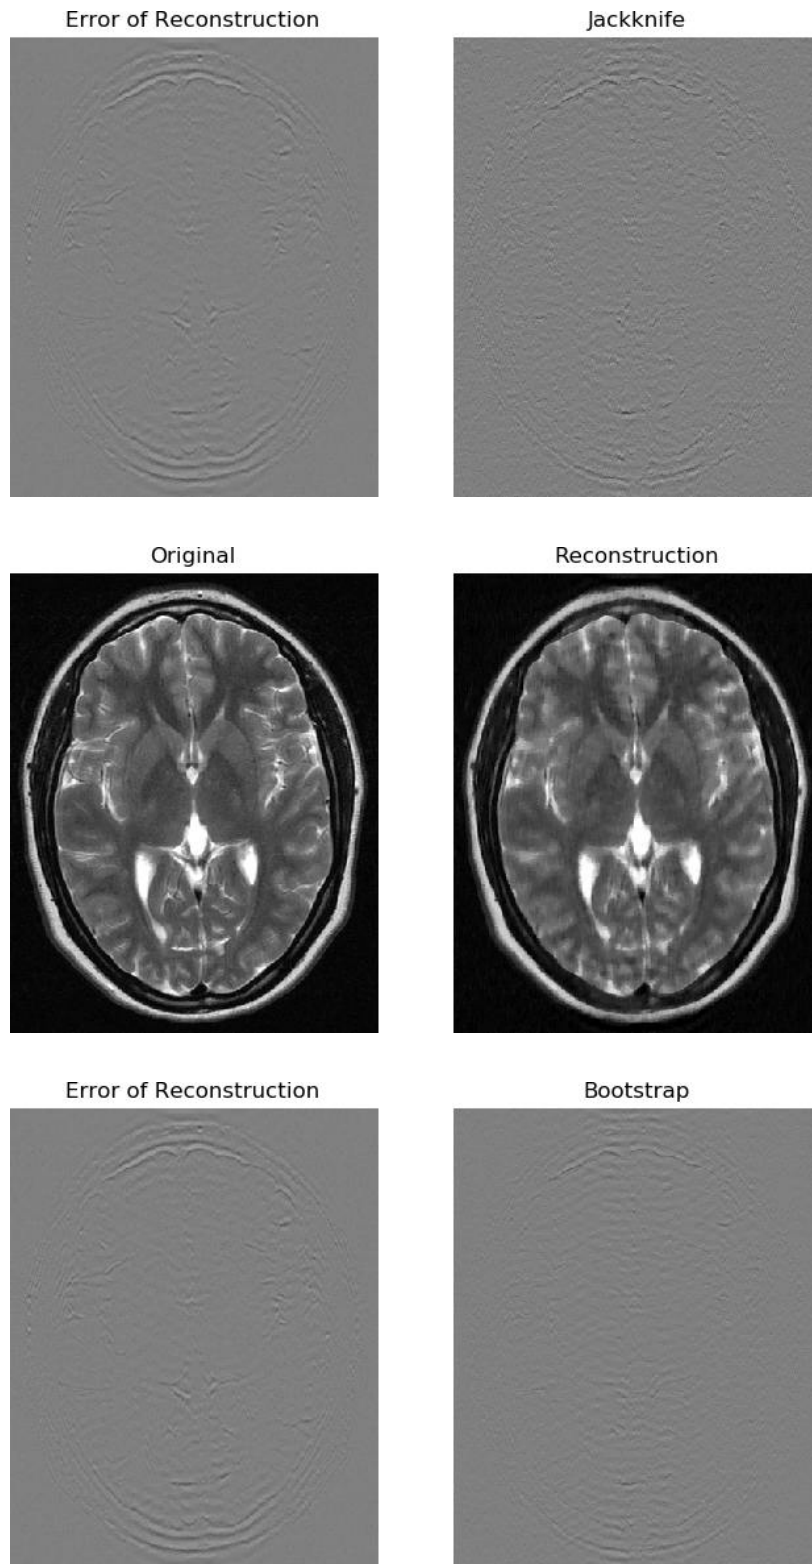 Error of Reconstruction
Jackknife
Original
Reconstruction
Error of Reconstruction
Bootstrap